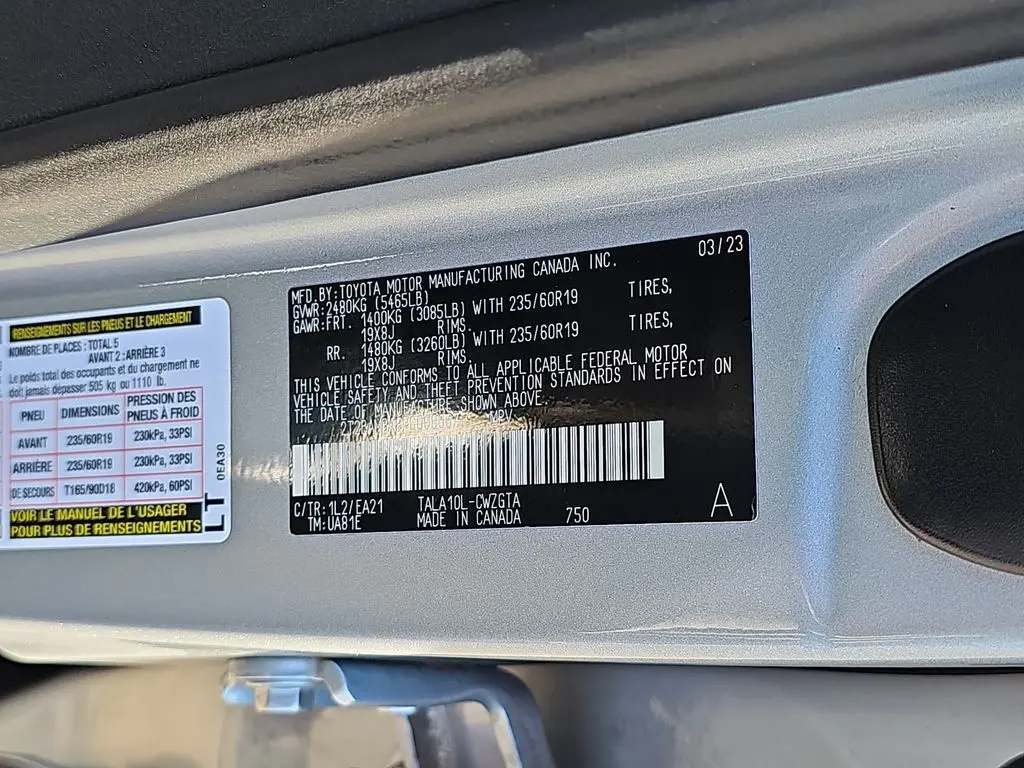 RENSEIGNEMENTS SUR LES PNEUS ET LE CHARGEMENT
NOMBRE DE PLACES : TOTAL 5
AVANT 2 : ARRIÈRE 3
Le poids total des occupants et du chargement ne
doit jamais dépasser 505 kg ou 1110 lb.
PNEU DIMENSIONS PRESSION DES PNEUS À FROID
AVANT 235/60R19 230kPa, 33PSI
ARRIÈRE 235/60R19 230kPa, 33PSI
DE SECOURS T165/90D18 420kPa, 60PSI
VOIR LE MANUEL DE L'USAGER
POUR PLUS DE RENSEIGNEMENTS
LT
0EA30
03/23
MFD.BY:TOYOTA MOTOR MANUFACTURING CANADA INC.
GVWR:2480KG (5465LB)
GAWR:FRT. 1400KG (3085LB) WITH 235/60R19 TIRES,
19X8J RIMS.
RR. 1480KG (3260LB) WITH 235/60R19 TIRES,
19X8J RIMS.
THIS VEHICLE CONFORMS TO ALL APPLICABLE FEDERAL MOTOR
VEHICLE SAFETY AND THEFT PREVENTION STANDARDS IN EFFECT ON
THE DATE OF MANUFACTURE SHOWN ABOVE.
MPV
C/TR:1L2/EA21 TALA10L-CWZGTA
TM:UA81E MADE IN CANADA 750
A